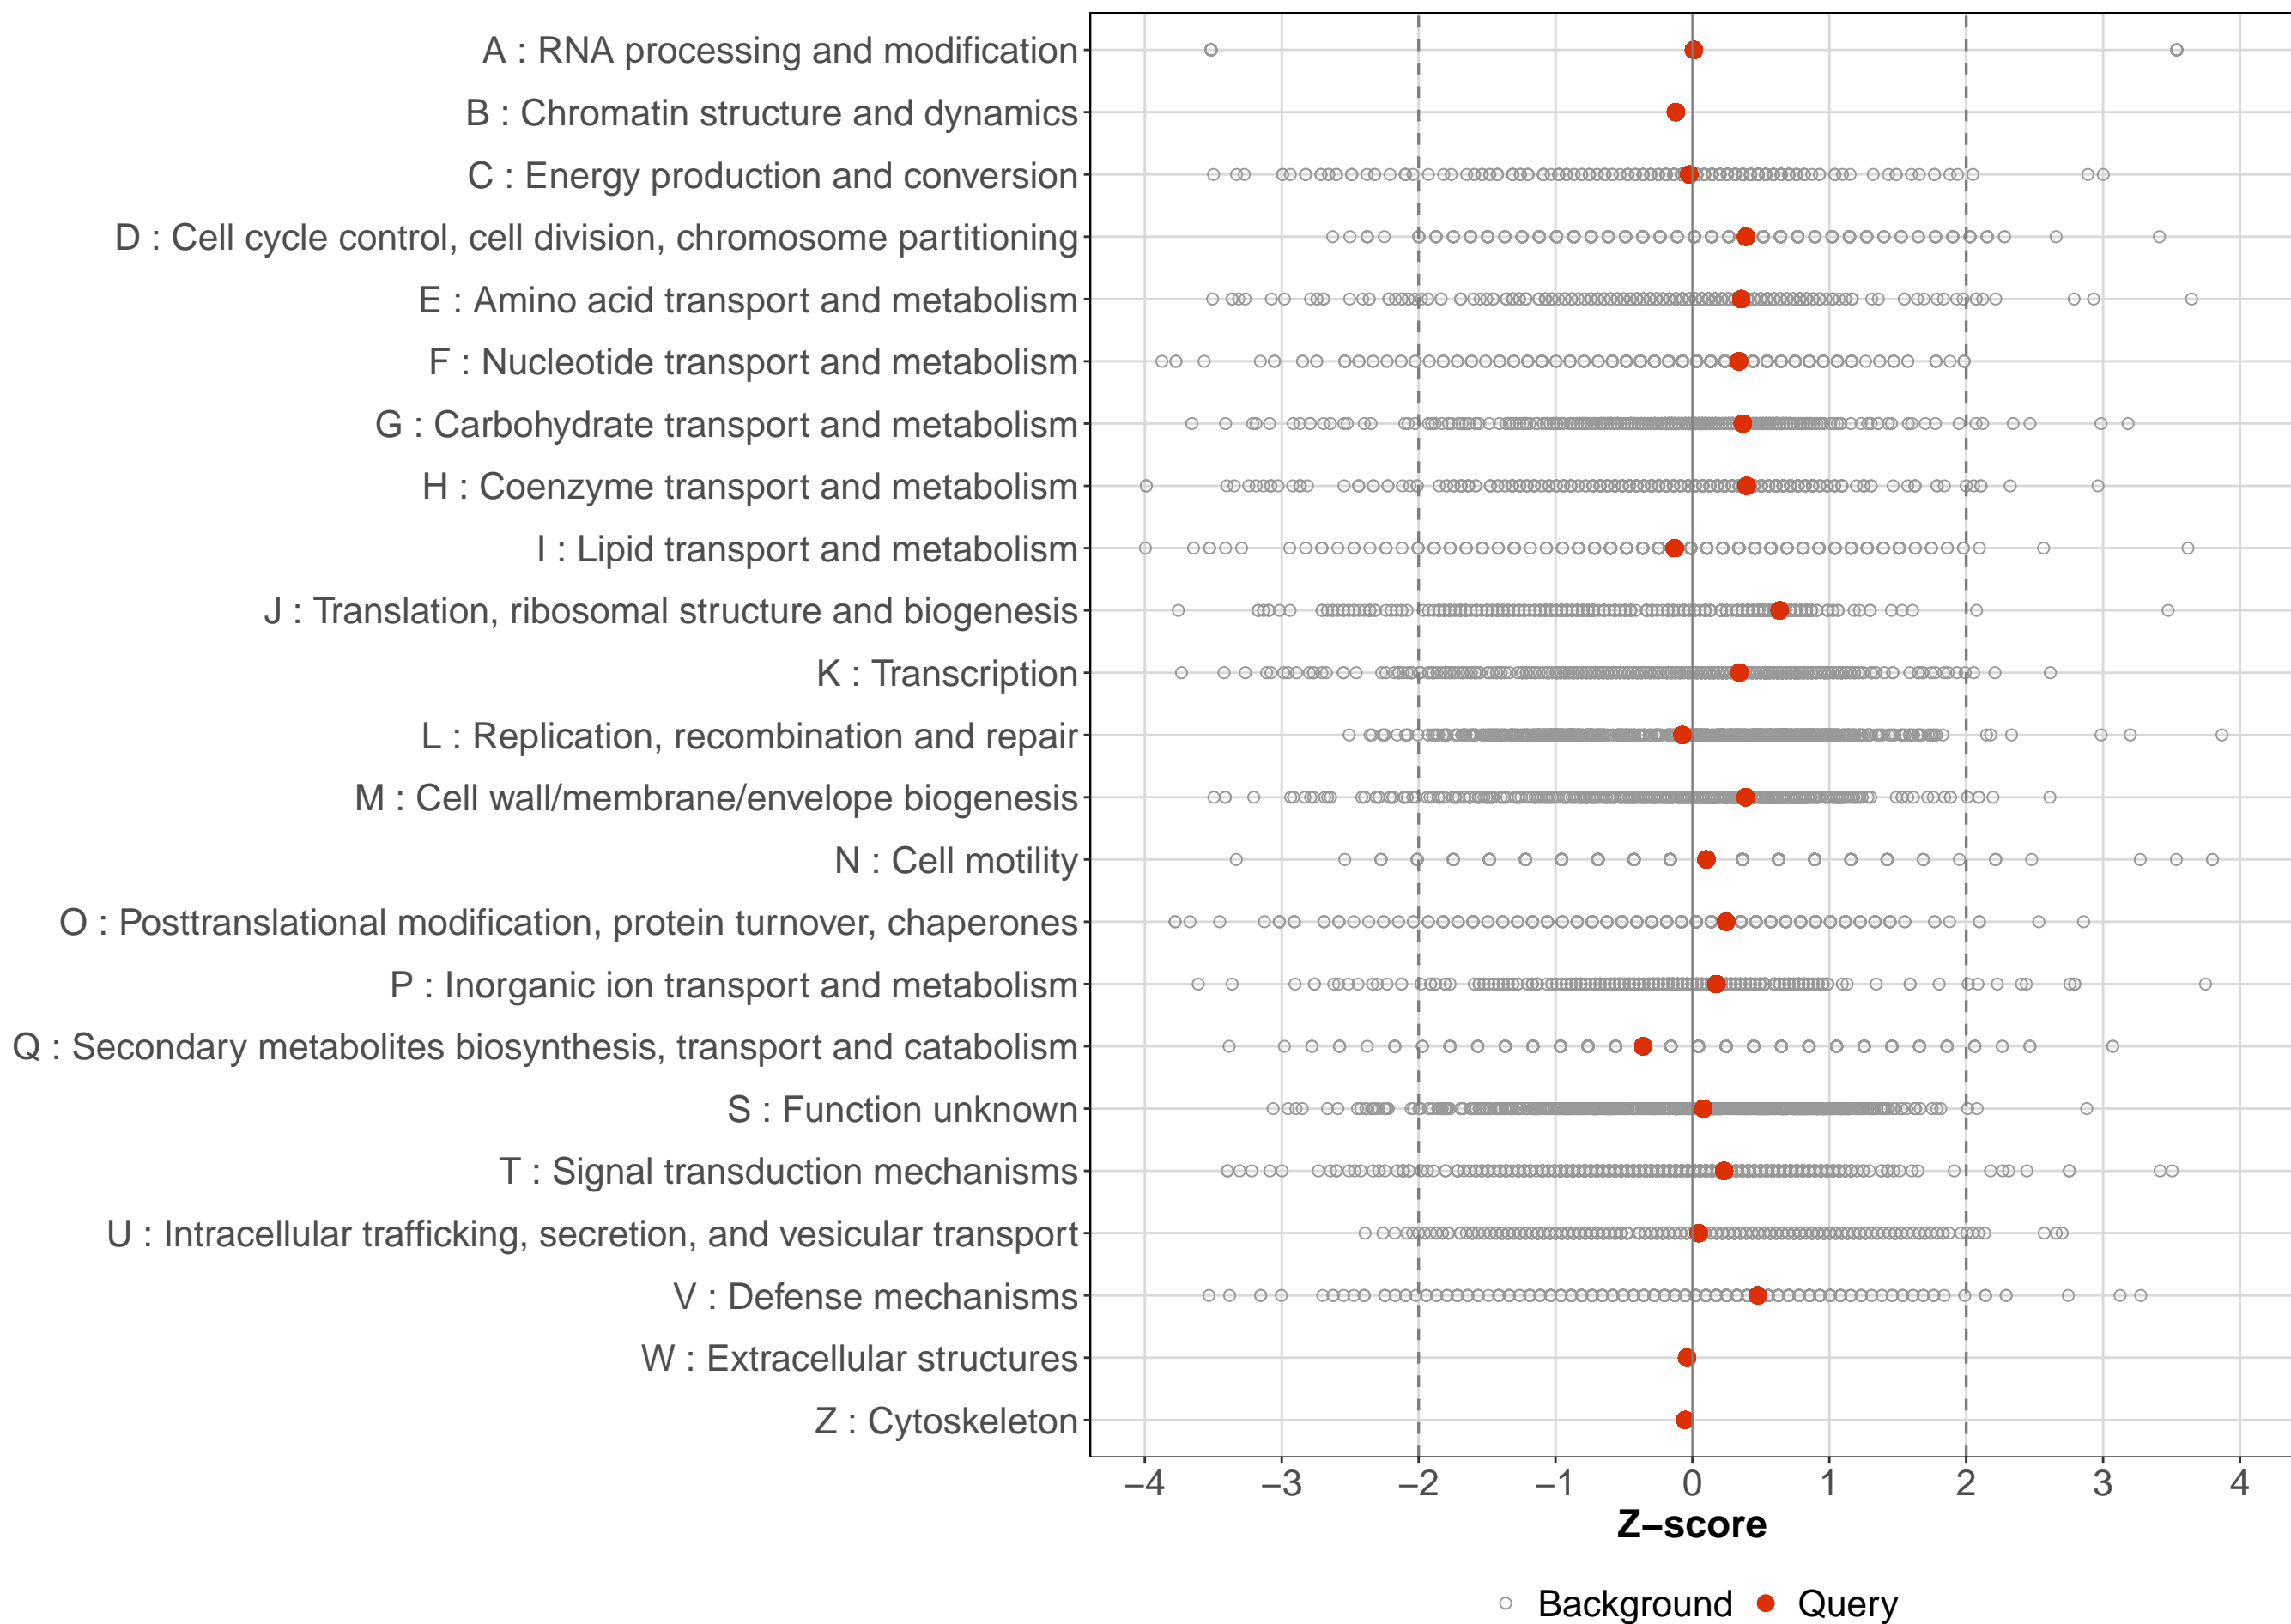 A : RNA processing and modification
B : Chromatin structure and dynamics
C : Energy production and conversion
D : Cell cycle control, cell division, chromosome partitioning
E : Amino acid transport and metabolism
F : Nucleotide transport and metabolism
G : Carbohydrate transport and metabolism
H : Coenzyme transport and metabolism
I : Lipid transport and metabolism
J : Translation, ribosomal structure and biogenesis
K : Transcription
L : Replication, recombination and repair
M : Cell wall/membrane/envelope biogenesis
N : Cell motility
O : Posttranslational modification, protein turnover, chaperones
P : Inorganic ion transport and metabolism
Q : Secondary metabolites biosynthesis, transport and catabolism
S : Function unknown
T : Signal transduction mechanisms
U : Intracellular trafficking, secretion, and vesicular transport
V : Defense mechanisms
W : Extracellular structures
Z : Cytoskeleton
−4 −3 −2 −1 0 1 2 3 4
Z−score
Background Query